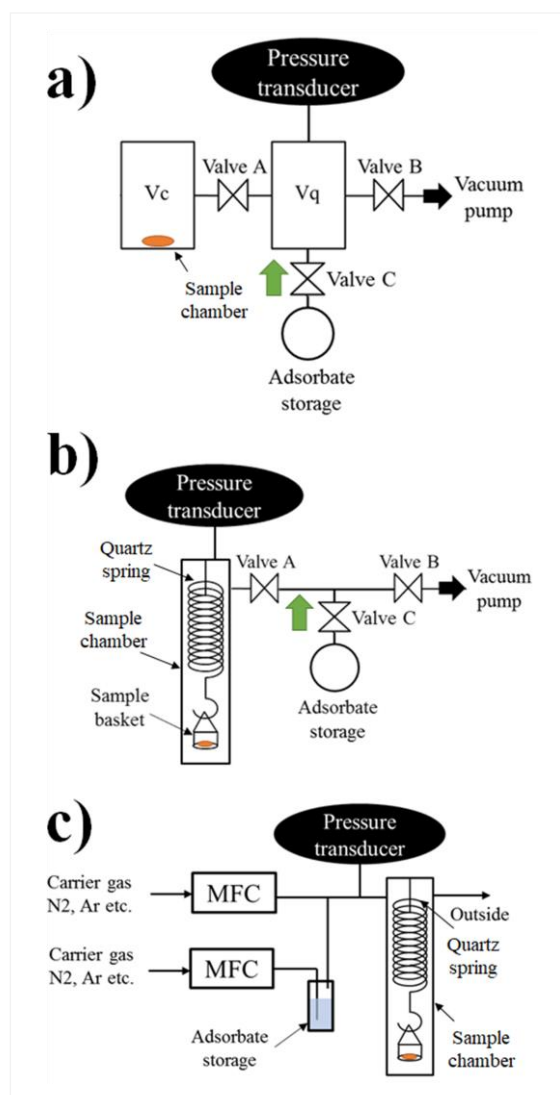 a)
Pressure
transducer
Valve A
Valve B
Vc
Vq
Vacuum
pump
Sample
chamber
Valve C
Adsorbate
storage
b)
Pressure
transducer
Quartz
spring
Valve A
Valve B
Vacuum
pump
Sample
chamber
Valve C
Sample
basket
Adsorbate
storage
c)
Pressure
transducer
Carrier gas
N2, Ar etc.
MFC
Outside
Quartz
spring
Carrier gas
N2, Ar etc.
MFC
Adsorbate
storage
Sample
chamber